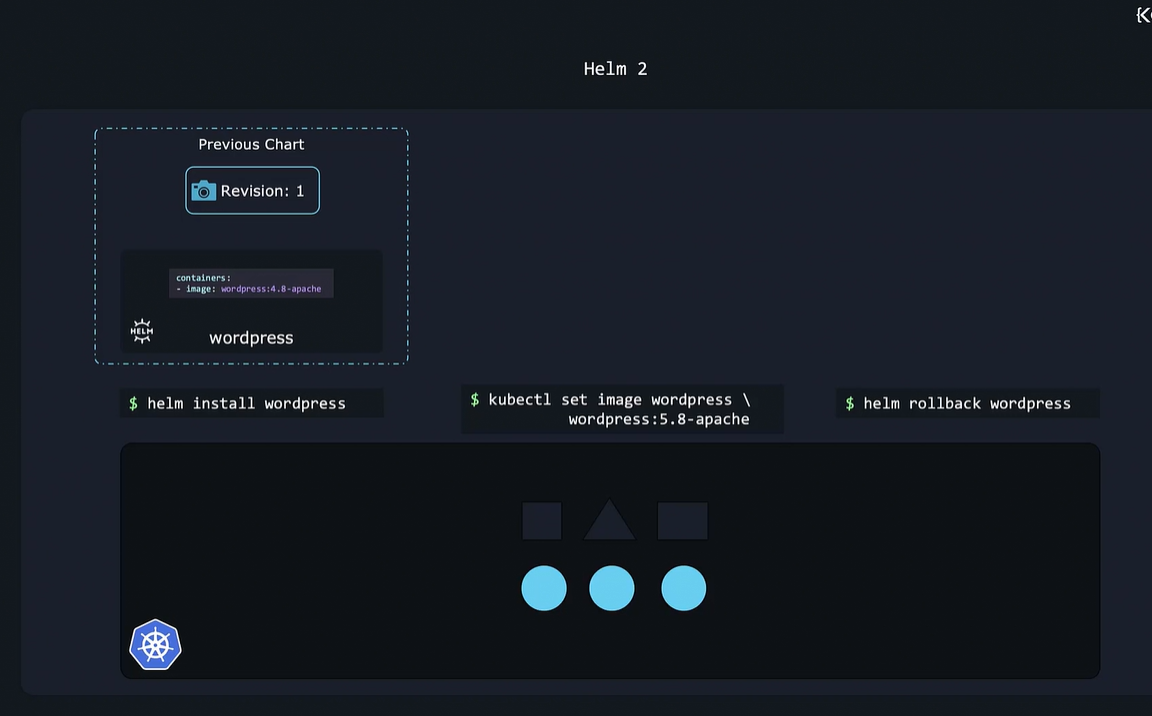 Helm 2
Previous Chart
Revision: 1
containers:
- image: wordpress:4.8-apache
HELM
wordpress
$ helm install wordpress
$ kubectl set image wordpress \
wordpress:5.8-apache
$ helm rollback wordpress